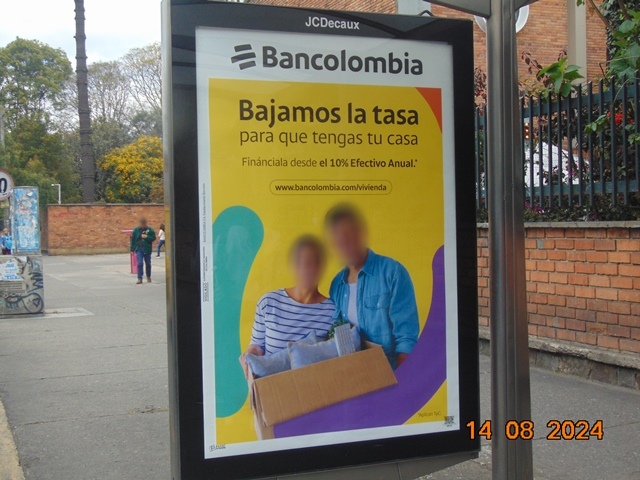 JCDecaux
Bancolombia
Bajamos la tasa
para que tengas tu casa
Fináncialа desde el 10% Efectivo Anual.*
www.bancolombia.com/vivienda
14 08 2024